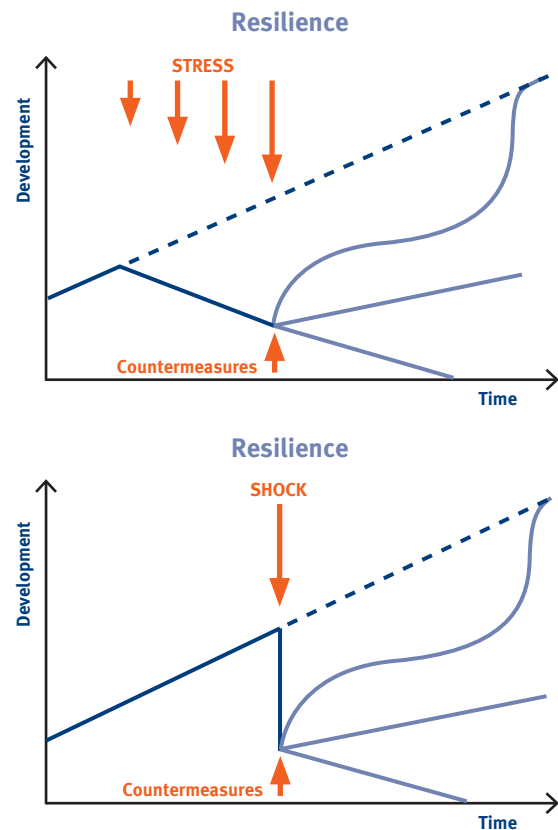 Resilience
STRESS
Development
Countermeasures
Time
Resilience
SHOCK
Development
Countermeasures
Time